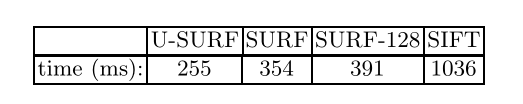 U-SURF SURF SURF-128 SIFT
time (ms): 255 354 391 1036